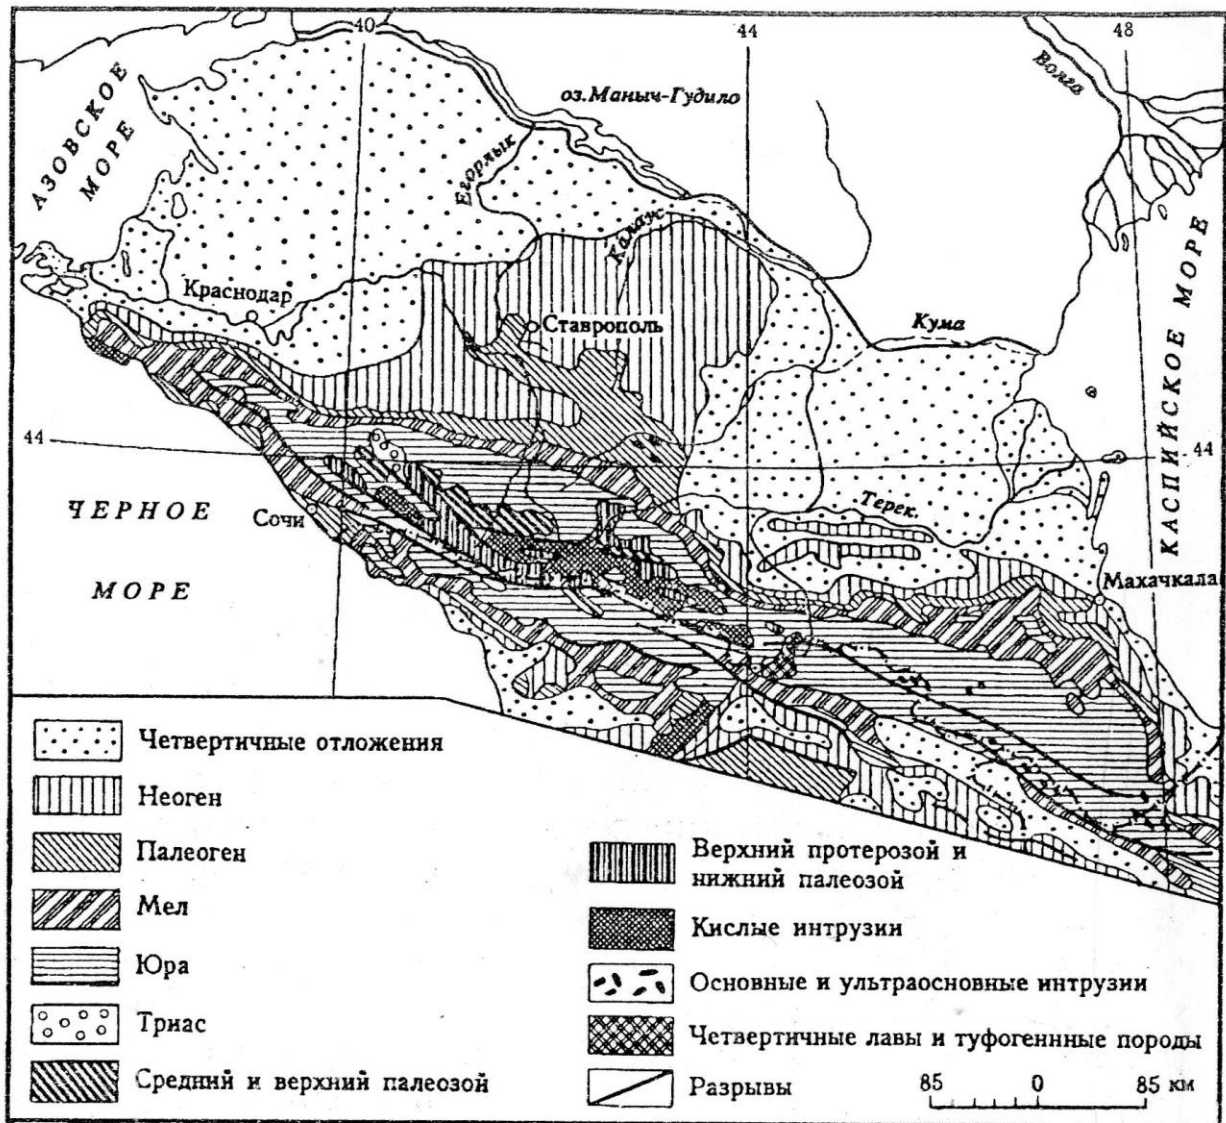 40
44
48
АЗОВСКОЕ
МОРЕ
оз.Маныч-Гудило
Волга
Егорлык
Калаус
Краснодар
Ставрополь
Кума
КАСПИЙСКОЕ МОРЕ
44
44
ЧЕРНОЕ
МОРЕ
Сочи
Терек.
Махачкала
Четвертичные отложения
Неоген
Палеоген
Мел
Юра
Триас
Средний и верхний палеозой
Верхний протерозой и
нижний палеозой
Кислые интрузии
Основные и ультраосновные интрузии
Четвертичные лавы и туфогеннные породы
Разрывы
85 0 85 км